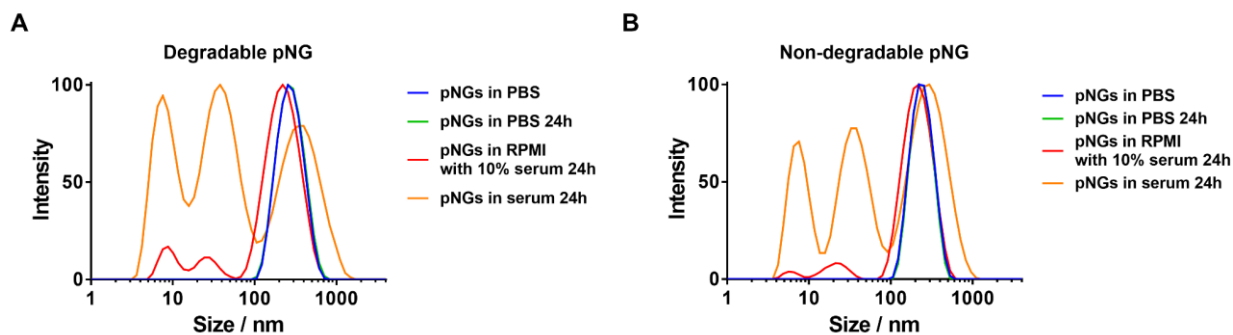 A
Degradable pNG
Intensity
100
50
0
1
10
100
1000
Size / nm
pNGs in PBS
pNGs in PBS 24h
pNGs in RPMI
with 10% serum 24h
pNGs in serum 24h
B
Non-degradable pNG
Intensity
100
50
0
1
10
100
1000
Size / nm
pNGs in PBS
pNGs in PBS 24h
pNGs in RPMI
with 10% serum 24h
pNGs in serum 24h